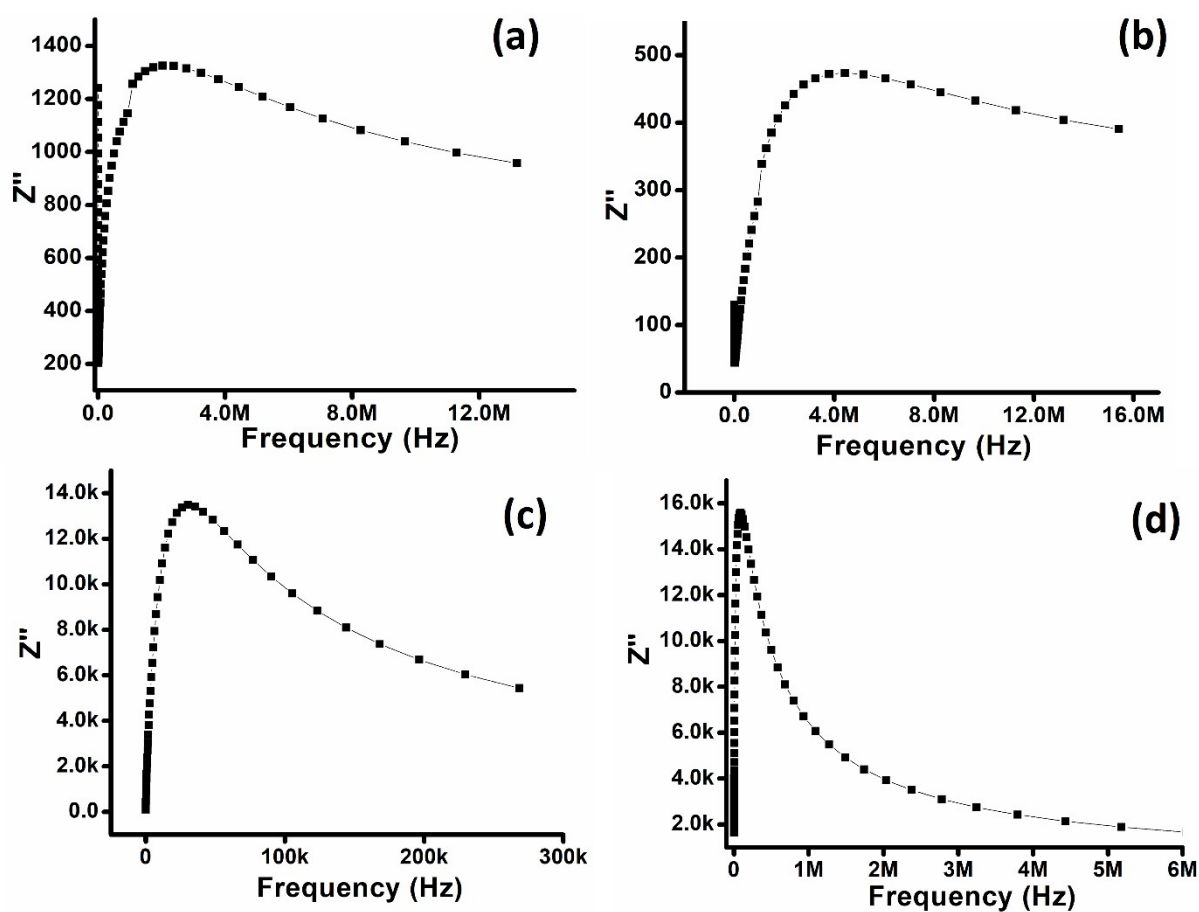 (a)
1400
1200
1000
800
600
400
200
Z"
0.0 4.0M 8.0M 12.0M
Frequency (Hz)
(b)
500
400
300
200
100
0
Z"
0.0 4.0M 8.0M 12.0M 16.0M
Frequency (Hz)
(c)
14.0k
12.0k
10.0k
8.0k
6.0k
4.0k
2.0k
0.0
Z"
0 100k 200k 300k
Frequency (Hz)
(d)
16.0k
14.0k
12.0k
10.0k
8.0k
6.0k
4.0k
2.0k
Z"
0 1M 2M 3M 4M 5M 6M
Frequency (Hz)